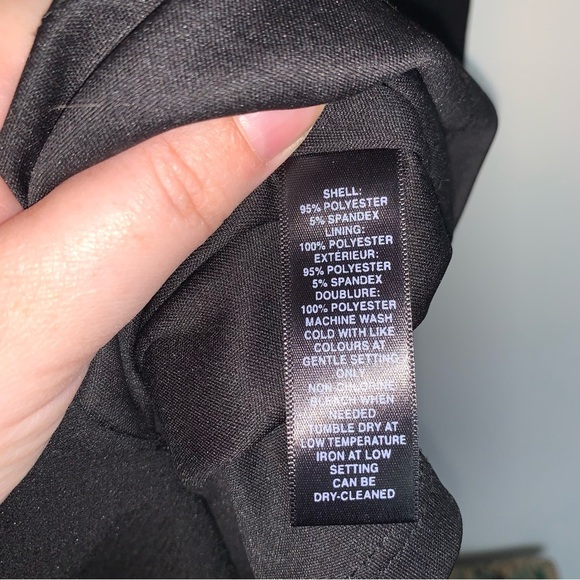 SHELL:
95% POLYESTER
5% SPANDEX
LINING:
100% POLYESTER
EXTÉRIEUR:
95% POLYESTER
5% SPANDEX
DOUBLURE:
100% POLYESTER
MACHINE WASH
COLD WITH LIKE
COLOURS AT
GENTLE SETTING
ONLY
NON-CHLORINE
BLEACH WHEN
NEEDED
TUMBLE DRY AT
LOW TEMPERATURE
IRON AT LOW
SETTING
CAN BE
DRY-CLEANED